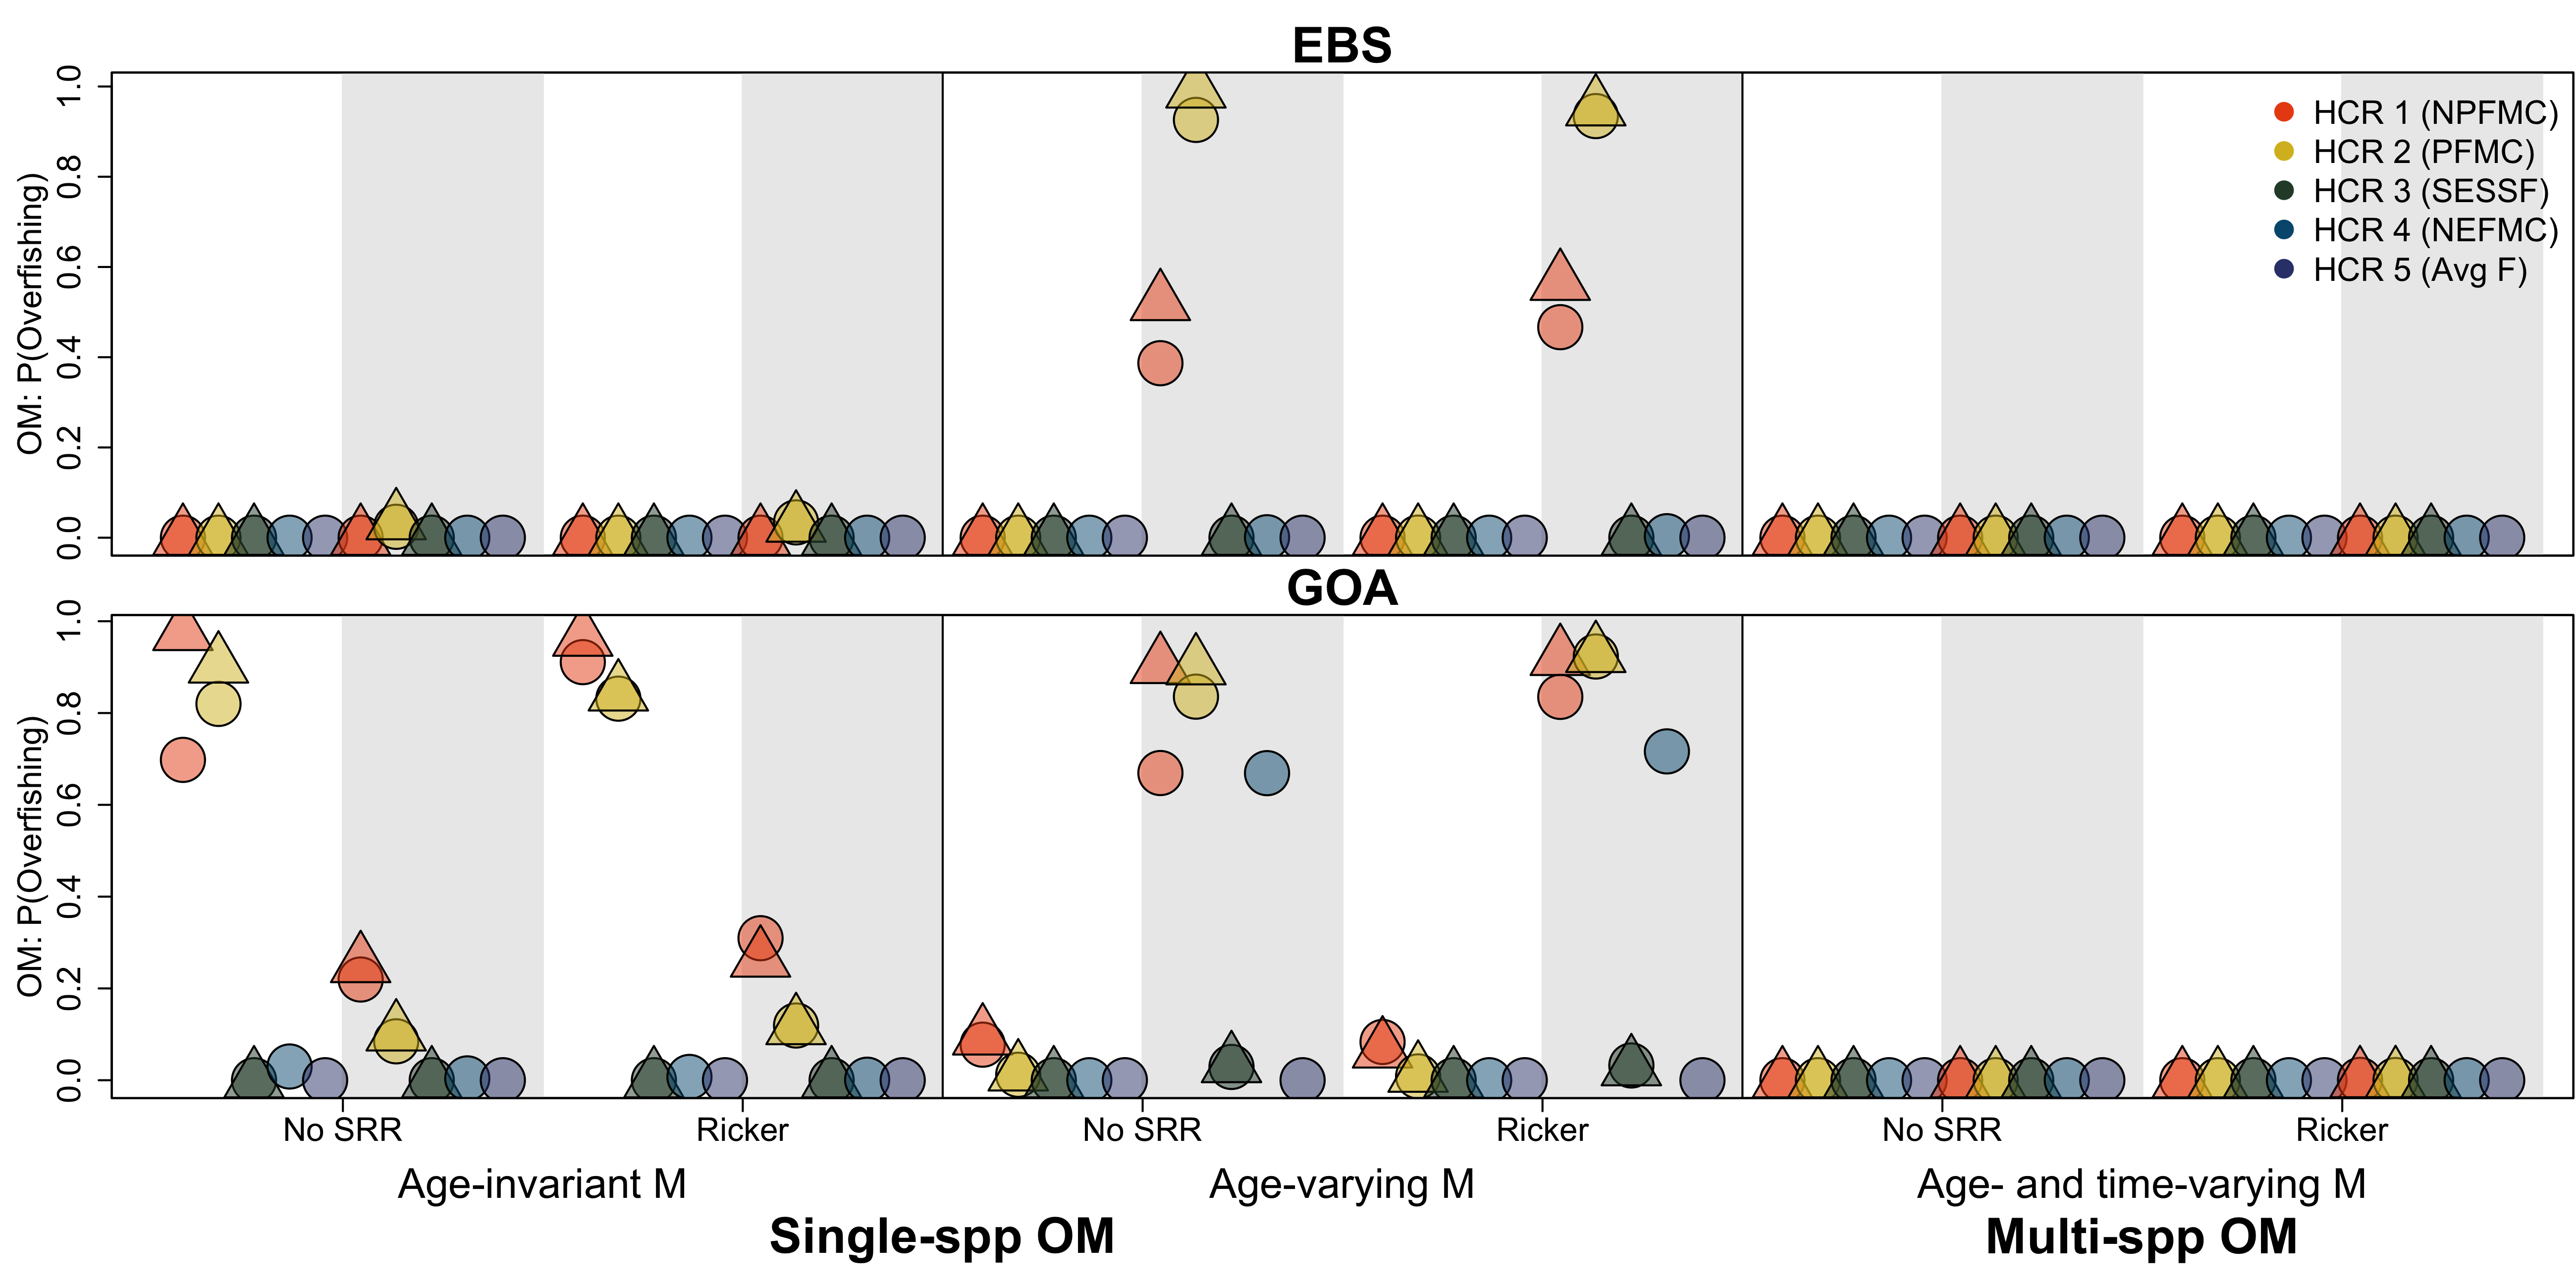 EBS
OM: P(Overfishing)
1.0
0.8
0.6
0.4
0.2
0.0
HCR 1 (NPFMC)
HCR 2 (PFMC)
HCR 3 (SESSF)
HCR 4 (NEFMC)
HCR 5 (Avg F)
GOA
OM: P(Overfishing)
1.0
0.8
0.6
0.4
0.2
0.0
No SRR Ricker No SRR Ricker No SRR Ricker
Age-invariant M Age-varying M Age- and time-varying M
Single-spp OM Multi-spp OM